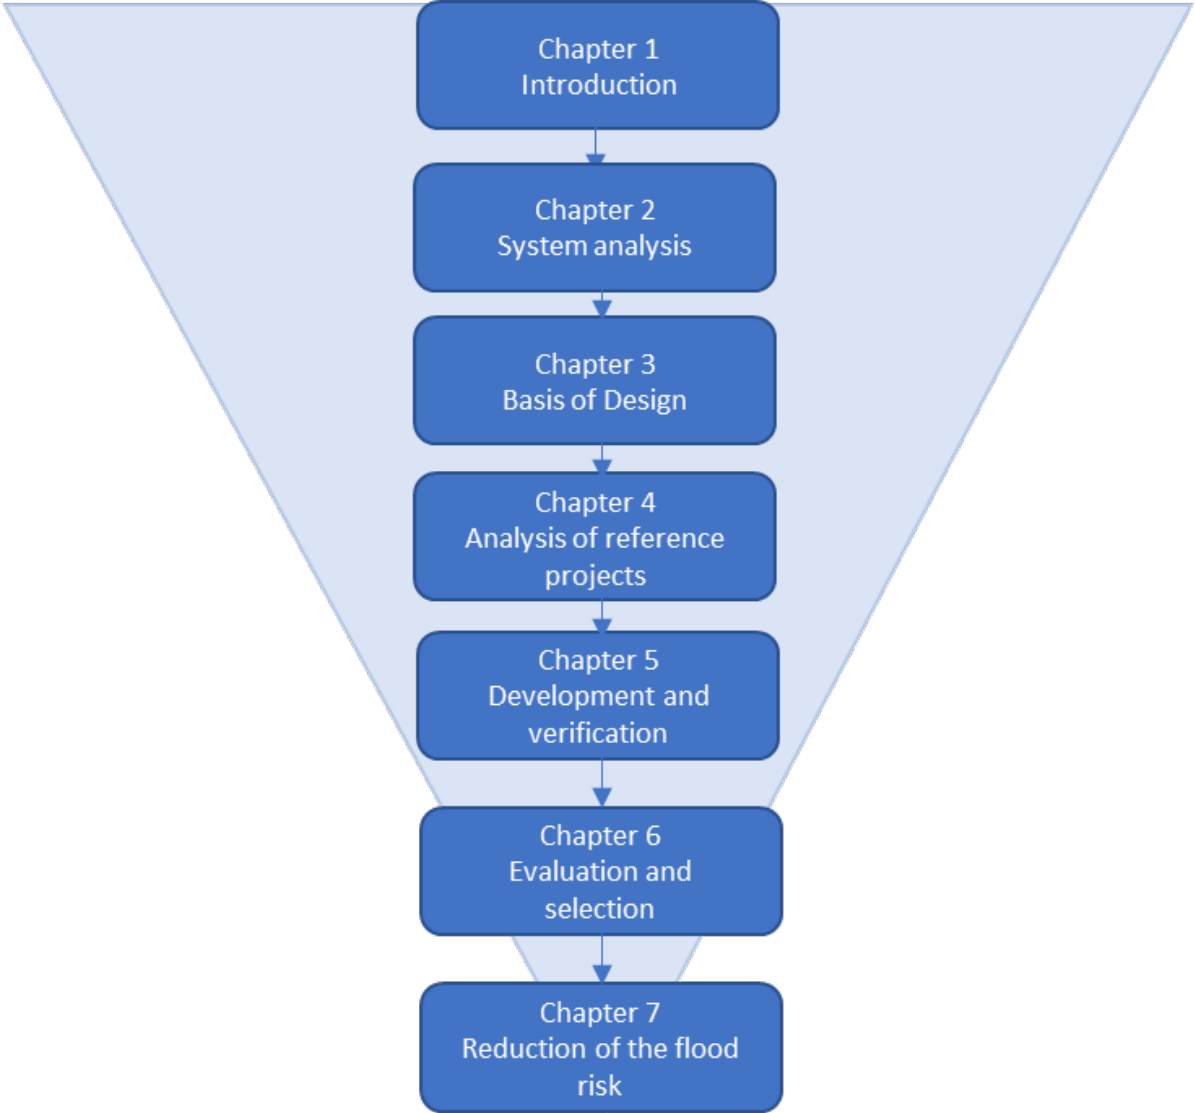 Chapter 1
Introduction
Chapter 2
System analysis
Chapter 3
Basis of Design
Chapter 4
Analysis of reference
projects
Chapter 5
Development and
verification
Chapter 6
Evaluation and
selection
Chapter 7
Reduction of the flood
risk